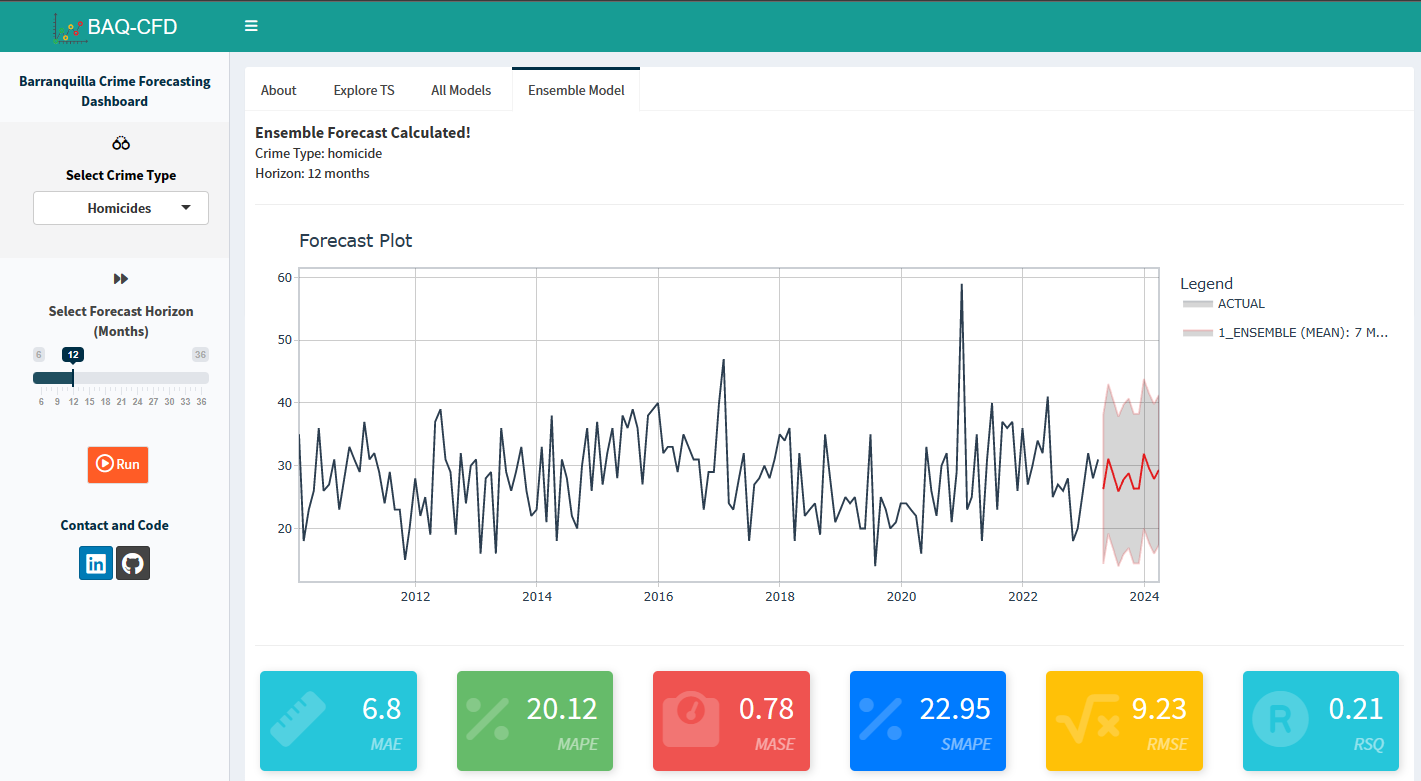 BAQ-CFD
Barranquilla Crime Forecasting
Dashboard
Select Crime Type
Homicides
Select Forecast Horizon
(Months)
6 12 36
6 9 12 15 18 21 24 27 30 33 36
Run
Contact and Code
in
About Explore TS All Models Ensemble Model
Ensemble Forecast Calculated!
Crime Type: homicide
Horizon: 12 months
Forecast Plot
60
50
40
30
20
2012 2014 2016 2018 2020 2022 2024
Legend
ACTUAL
1_ENSEMBLE (MEAN): 7 M...
6.8
MAE
20.12
MAPE
0.78
MASE
22.95
SMAPE
9.23
RMSE
R
0.21
RSQ